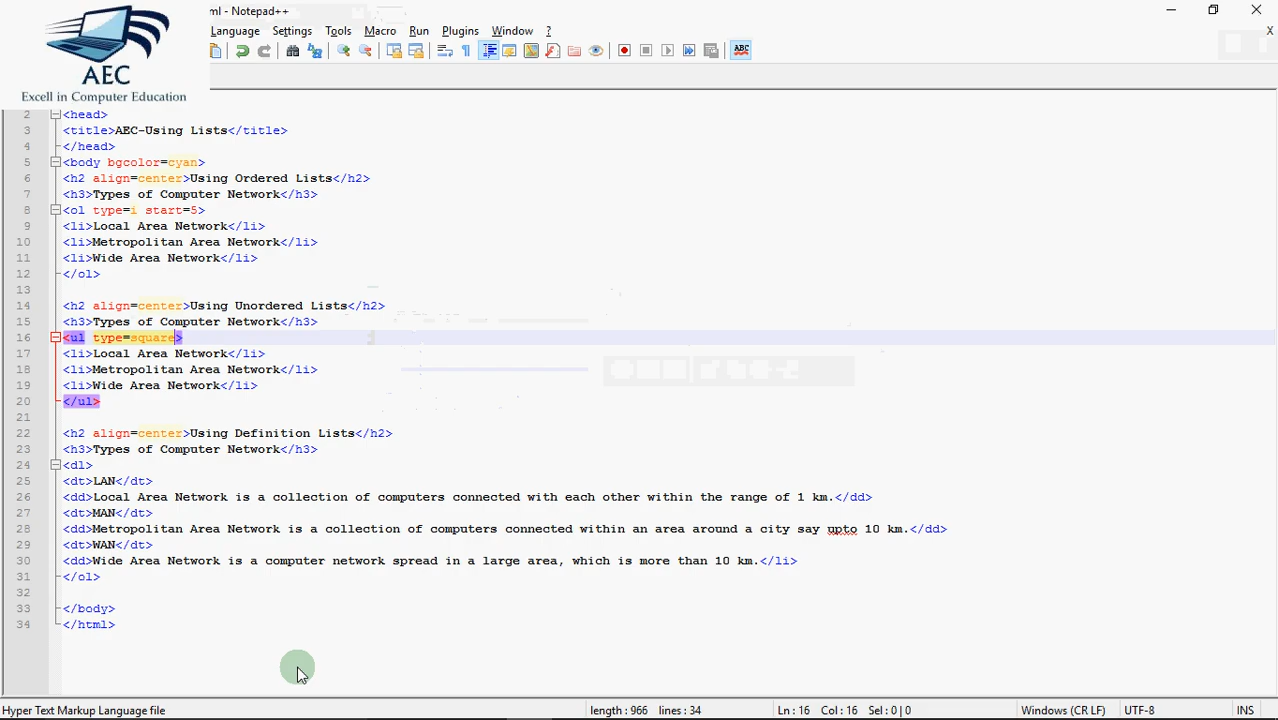 ml - Notepad++
Language Settings Tools Macro Run Plugins Window ? X
AEC
Excell in Computer Education
ABC
2 <head>
3 <title>AEC-Using Lists</title>
4 </head>
5 <body bgcolor=cyan>
6 <h2 align=center>Using Ordered Lists</h2>
7 <h3>Types of Computer Network</h3>
8 <ol type=i start=5>
9 <li>Local Area Network</li>
10 <li>Metropolitan Area Network</li>
11 <li>Wide Area Network</li>
12 </ol>
13
14 <h2 align=center>Using Unordered Lists</h2>
15 <h3>Types of Computer Network</h3>
16 <ul type=square>
17 <li>Local Area Network</li>
18 <li>Metropolitan Area Network</li>
19 <li>Wide Area Network</li>
20 </ul>
21
22 <h2 align=center>Using Definition Lists</h2>
23 <h3>Types of Computer Network</h3>
24 <dl>
25 <dt>LAN</dt>
26 <dd>Local Area Network is a collection of computers connected with each other within the range of 1 km.</dd>
27 <dt>MAN</dt>
28 <dd>Metropolitan Area Network is a collection of computers connected within an area around a city say upto 10 km.</dd>
29 <dt>WAN</dt>
30 <dd>Wide Area Network is a computer network spread in a large area, which is more than 10 km.</li>
31 </ol>
32
33 </body>
34 </html>
Hyper Text Markup Language file length : 966 lines : 34 Ln : 16 Col : 16 Sel : 0 | 0 Windows (CR LF) UTF-8 INS